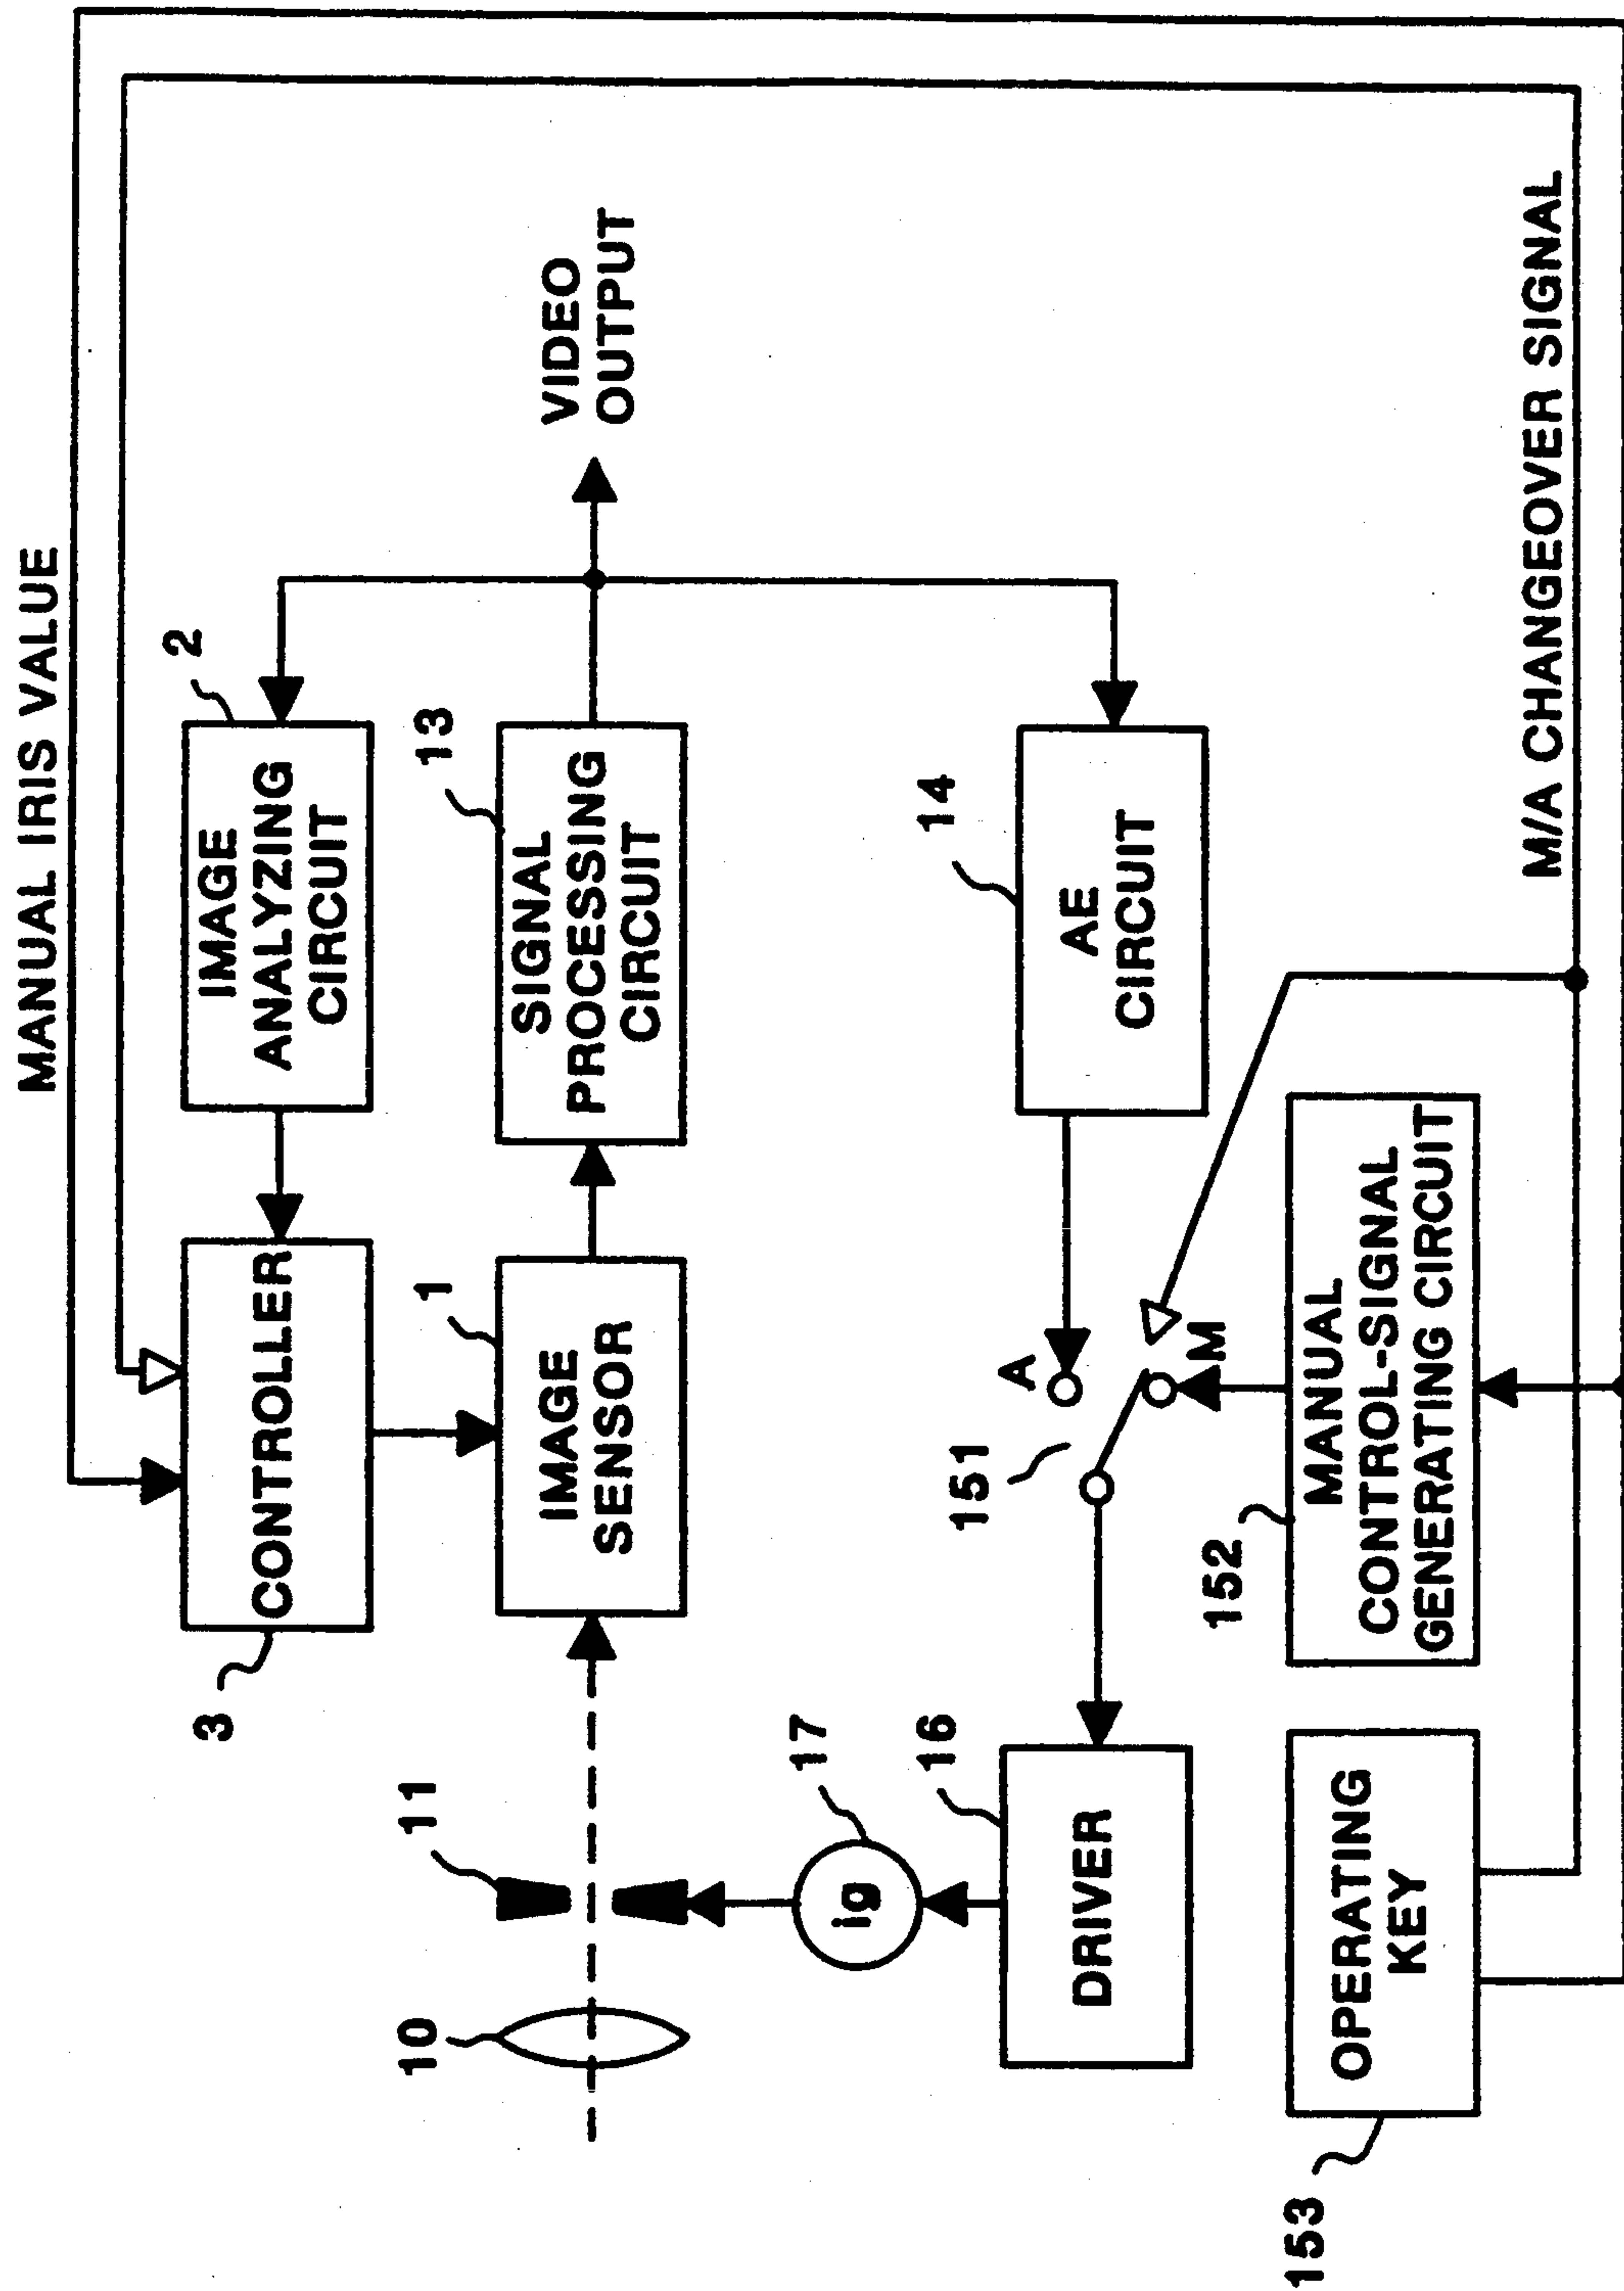 MANUAL IRIS VALUE
2
IMAGE
ANALYZING
CIRCUIT
3
CONTROLLER
13
SIGNAL
PROCESSING
CIRCUIT
1
IMAGE
SENSOR
VIDEO
OUTPUT
11
10
17
ig
16
DRIVER
14
AE
CIRCUIT
A
M
151
152
MANUAL
CONTROL-SIGNAL
GENERATING CIRCUIT
153
OPERATING
KEY
M/A CHANGEOVER SIGNAL